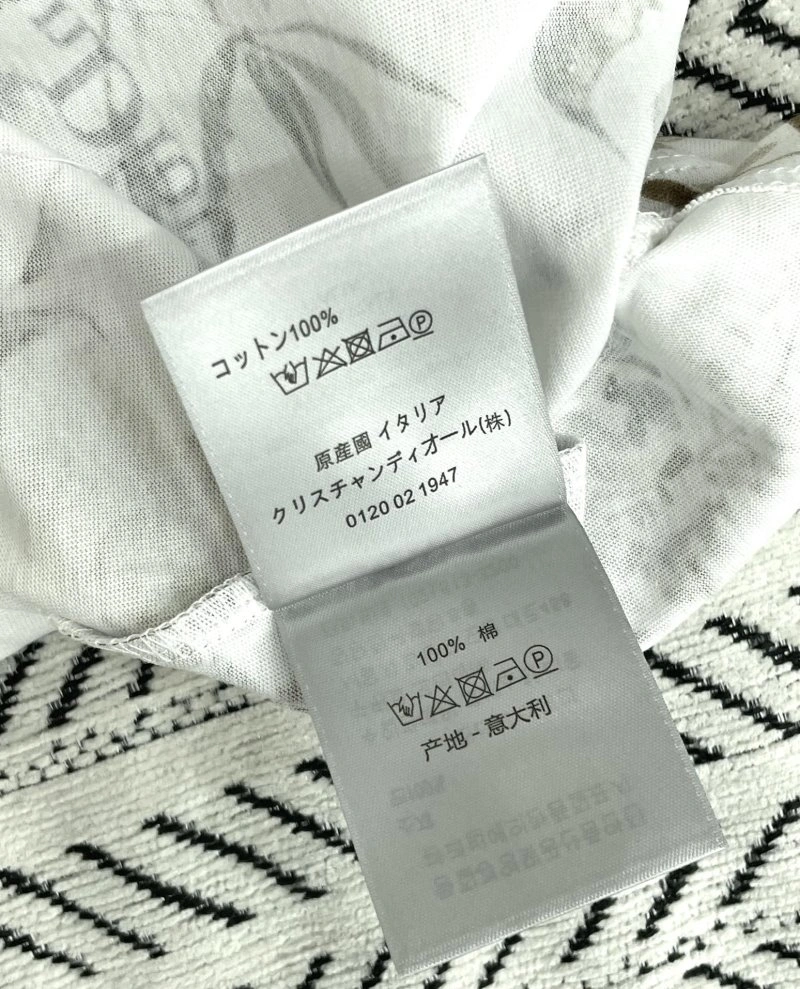 コットン100%
P
原産國 イタリア
クリスチャンディオール(株)
0120 02 1947
100% 棉
P
产地 - 意大利